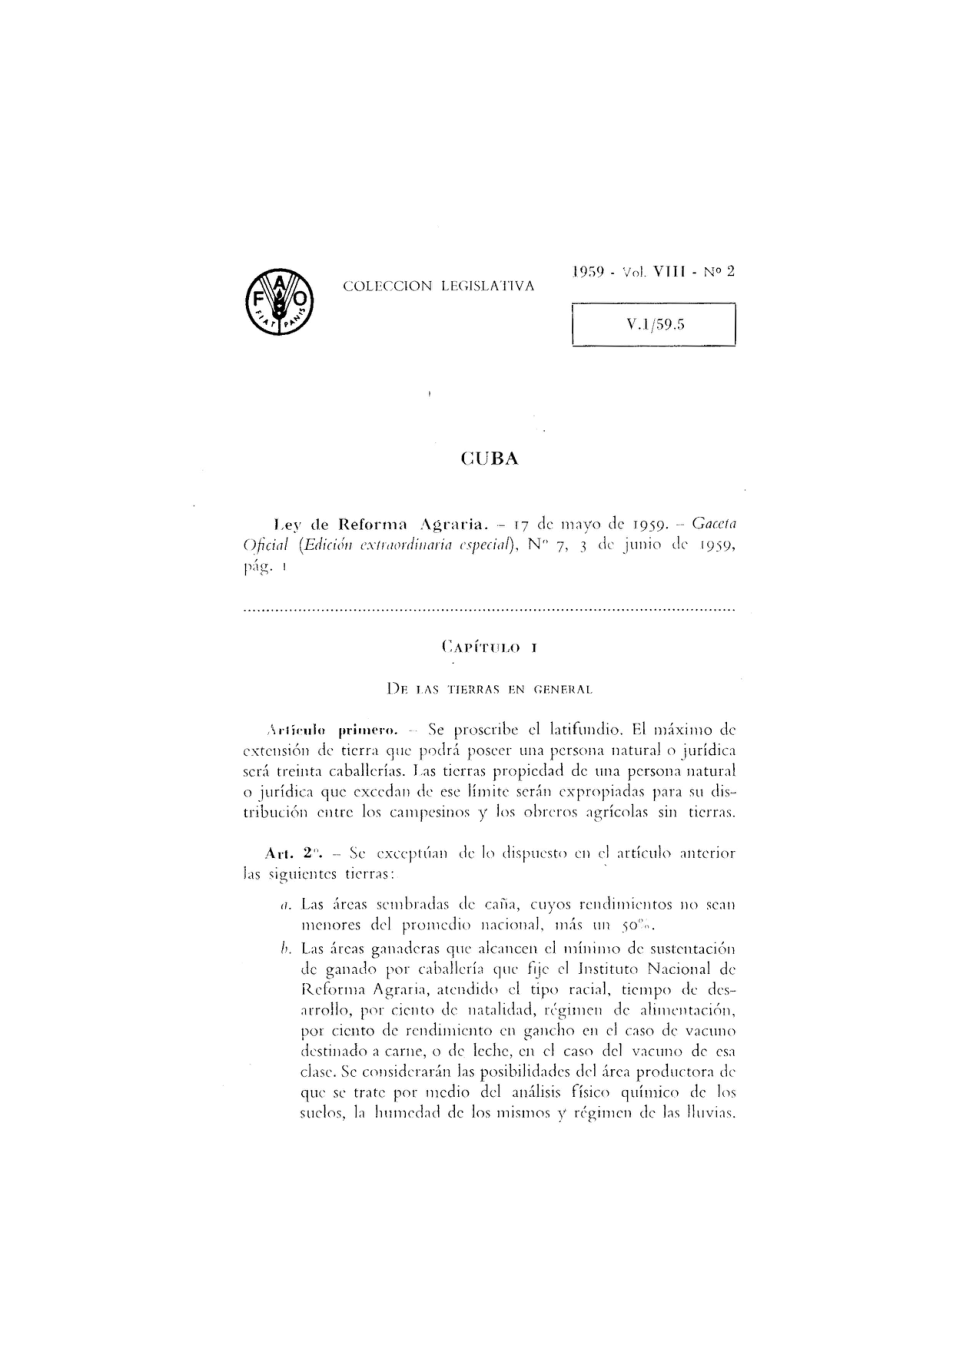 1959 - Vol. VIII - Nº 2
F A O
FIAT PANIS
COLECCION LEGISLATIVA
V.1/59.5
CUBA
Ley de Reforma Agraria. – 17 de mayo de 1959. – Gaceta
Oficial (Edición extraordinaria especial), Nº 7, 3 de junio de 1959,
pág. 1
CAPÍTULO I
DE LAS TIERRAS EN GENERAL
Artículo primero. – Se proscribe el latifundio. El máximo de
extensión de tierra que podrá poseer una persona natural o jurídica
será treinta caballerías. Las tierras propiedad de una persona natural
o jurídica que excedan de ese límite serán expropiadas para su dis-
tribución entre los campesinos y los obreros agrícolas sin tierras.
Art. 2º. – Se exceptúan de lo dispuesto en el artículo anterior
las siguientes tierras:
a. Las áreas sembradas de caña, cuyos rendimientos no sean
menores del promedio nacional, más un 50%.
b. Las áreas ganaderas que alcancen el mínimo de sustentación
de ganado por caballería que fije el Instituto Nacional de
Reforma Agraria, atendido el tipo racial, tiempo de des-
arrollo, por ciento de natalidad, régimen de alimentación,
por ciento de rendimiento en gancho en el caso de vacuno
destinado a carne, o de leche, en el caso del vacuno de esa
clase. Se considerarán las posibilidades del área productora de
que se trate por medio del análisis físico químico de los
suelos, la humedad de los mismos y régimen de las lluvias.